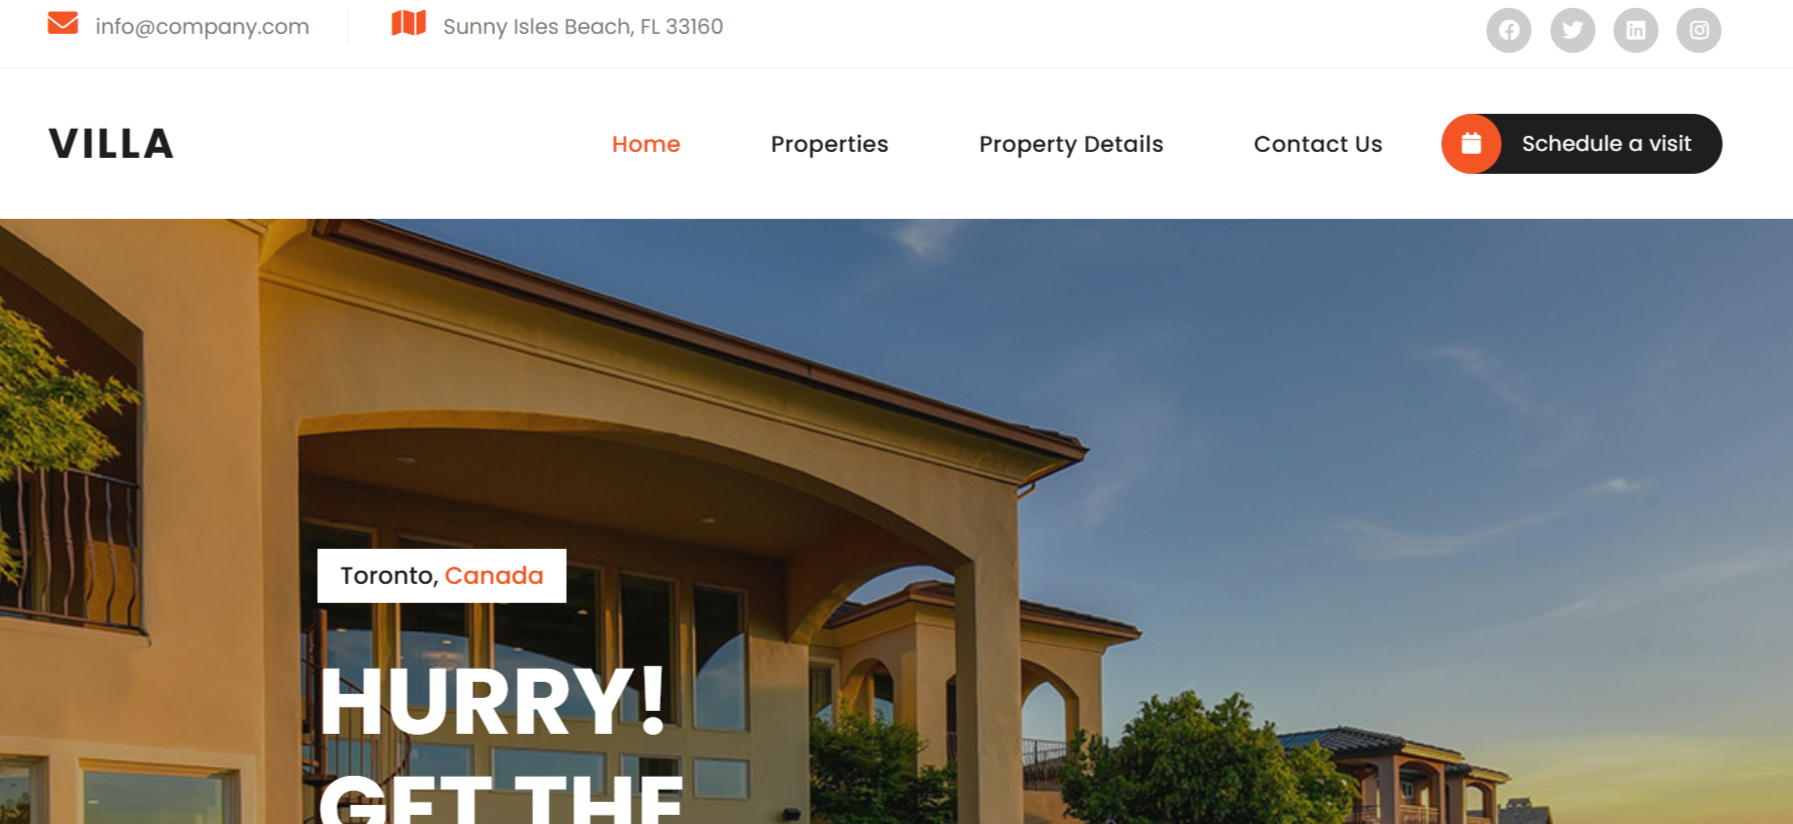 info@company.com
Sunny Isles Beach, FL 33160
VILLA
Home
Properties
Property Details
Contact Us
Schedule a visit
Toronto, Canada
HURRY!
GET THE